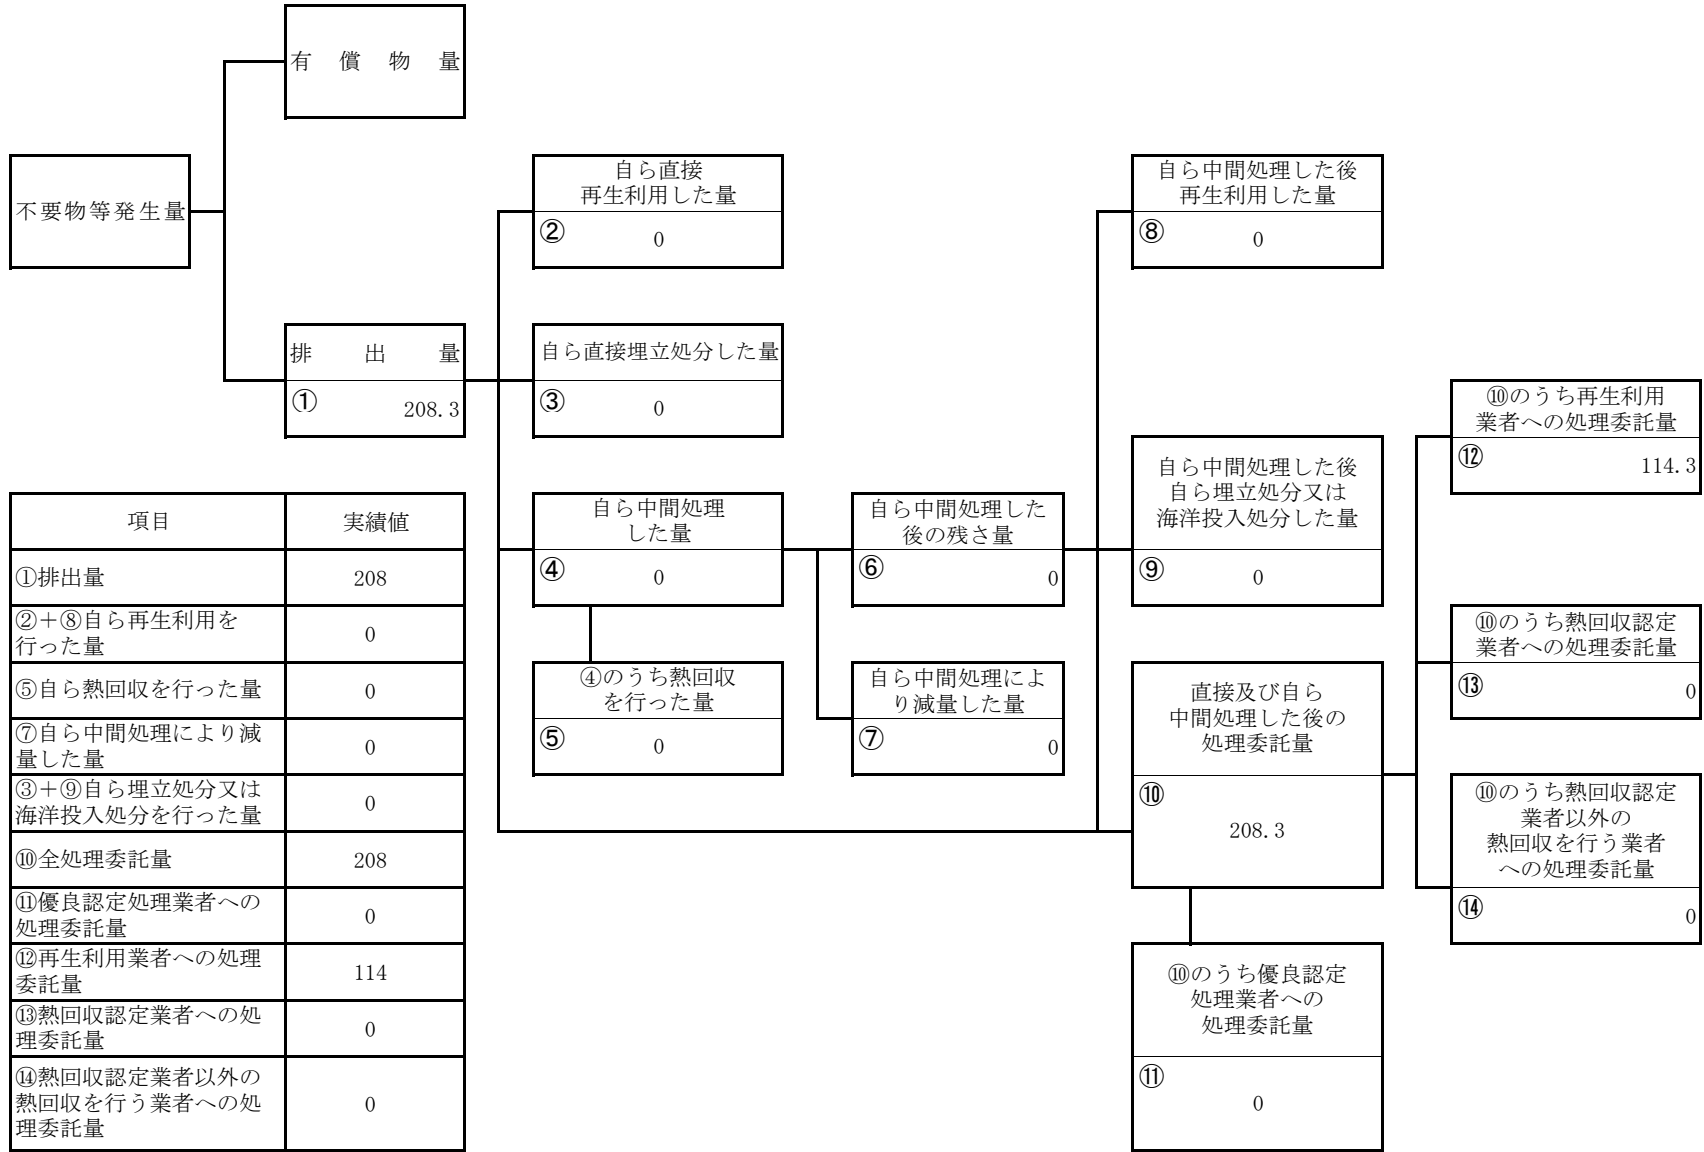 有償物量
不要物等発生量
排出量
①
208.3
自ら直接
再生利用した量
②
0
自ら直接埋立処分した量
③
0
自ら中間処理
した量
④
0
④のうち熱回収
を行った量
⑤
0
自ら中間処理した
後の残さ量
⑥
0
自ら中間処理によ
り減量した量
⑦
0
自ら中間処理した後
再生利用した量
⑧
0
自ら中間処理した後
自ら埋立処分又は
海洋投入処分した量
⑨
0
直接及び自ら
中間処理した後の
処理委託量
⑩
208.3
⑩のうち優良認定
処理業者への
処理委託量
⑪
0
⑩のうち再生利用
業者への処理委託量
⑫
114.3
⑩のうち熱回収認定
業者への処理委託量
⑬
0
⑩のうち熱回収認定
業者以外の
熱回収を行う業者
への処理委託量
⑭
0
項目 実績値
①排出量 208
②＋⑧自ら再生利用を
行った量 0
⑤自ら熱回収を行った量 0
⑦自ら中間処理により減
量した量 0
③＋⑨自ら埋立処分又は
海洋投入処分を行った量 0
⑩全処理委託量 208
⑪優良認定処理業者への
処理委託量 0
⑫再生利用業者への処理
委託量 114
⑬熱回収認定業者への処
理委託量 0
⑭熱回収認定業者以外の
熱回収を行う業者への処
理委託量 0